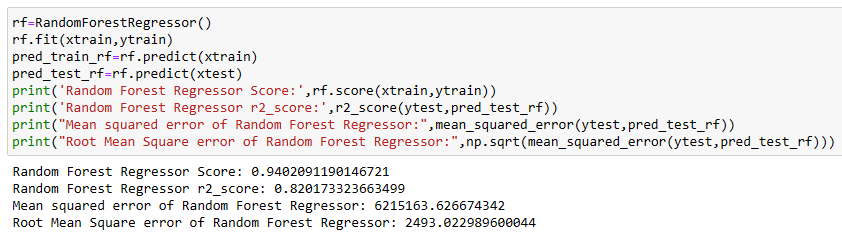 rf=RandomForestRegressor()
rf.fit(xtrain,ytrain)
pred_train_rf=rf.predict(xtrain)
pred_test_rf=rf.predict(xtest)
print('Random Forest Regressor Score:',rf.score(xtrain,ytrain))
print('Random Forest Regressor r2_score:',r2_score(ytest,pred_test_rf))
print("Mean squared error of Random Forest Regressor:",mean_squared_error(ytest,pred_test_rf))
print("Root Mean Square error of Random Forest Regressor:",np.sqrt(mean_squared_error(ytest,pred_test_rf)))
Random Forest Regressor Score: 0.9402091190146721
Random Forest Regressor r2_score: 0.820173323663499
Mean squared error of Random Forest Regressor: 6215163.626674342
Root Mean Square error of Random Forest Regressor: 2493.022989600044